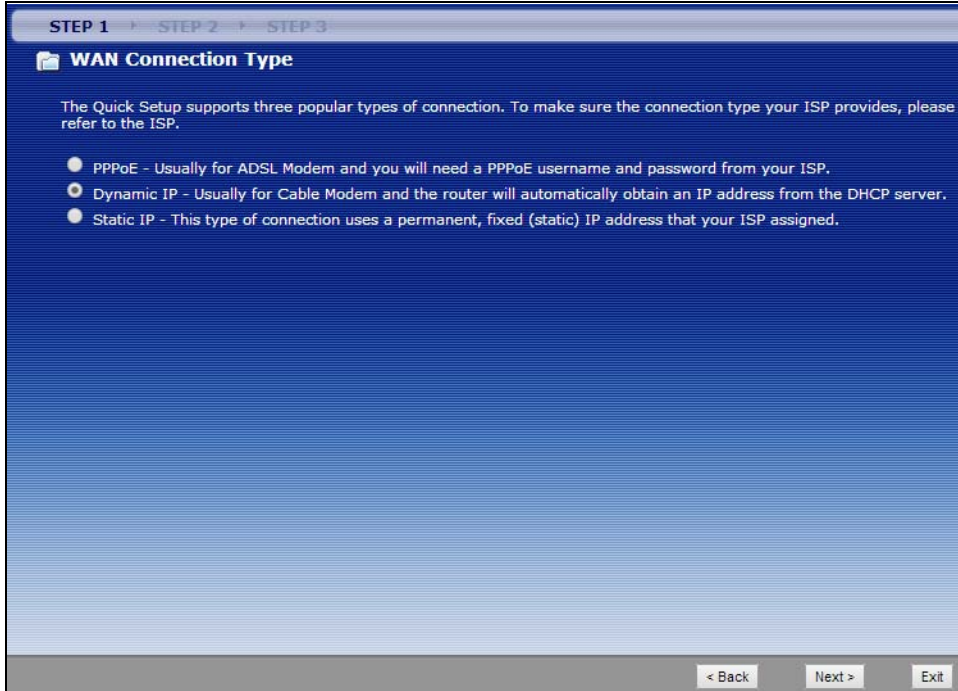 STEP 1 STEP 2 STEP 3
WAN Connection Type
The Quick Setup supports three popular types of connection. To make sure the connection type your ISP provides, please
refer to the ISP.
PPPoE - Usually for ADSL Modem and you will need a PPPoE username and password from your ISP.
Dynamic IP - Usually for Cable Modem and the router will automatically obtain an IP address from the DHCP server.
Static IP - This type of connection uses a permanent, fixed (static) IP address that your ISP assigned.
< Back Next > Exit